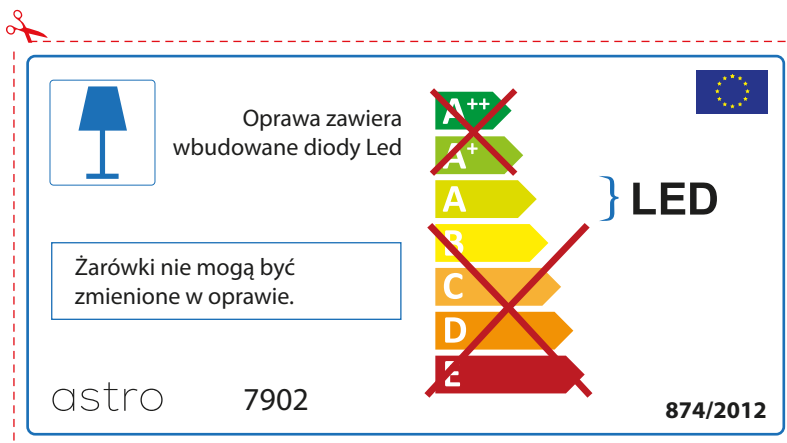 Oprawa zawiera
wbudowane diody Led
A++
A+
A
LED
B
Żarówki nie mogą być
zmienione w oprawie.
C
D
E
astro
7902
874/2012